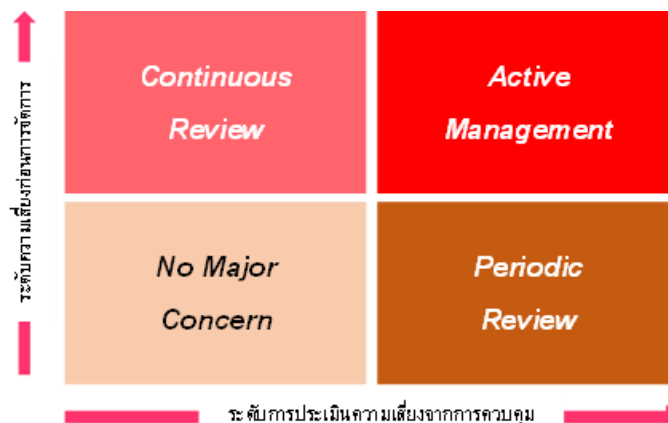 Continuous
Review
Active
Management
No Major
Concern
Periodic
Review
ระดับความเสี่ยงก่อนการจัดการ
ระดับการประเมินความเสี่ยงจากการควบคุม